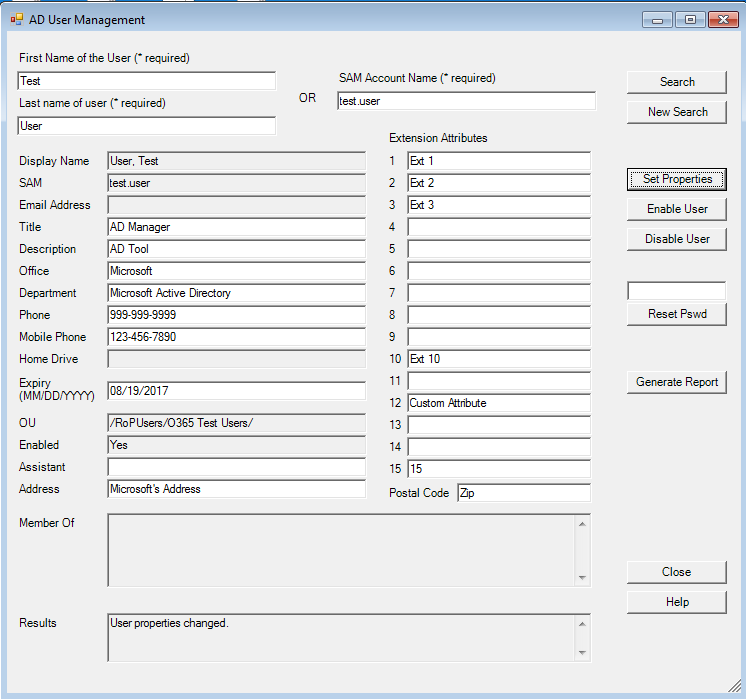 AD User Management
First Name of the User (* required)
Test
Last name of user (* required)
User
OR
SAM Account Name (* required)
test.user
Search
New Search
Display Name User, Test
SAM test.user
Email Address
Title AD Manager
Description AD Tool
Office Microsoft
Department Microsoft Active Directory
Phone 999-999-9999
Mobile Phone 123-456-7890
Home Drive
Expiry
(MM/DD/YYYY) 08/19/2017
OU /RoPUsers/O365 Test Users/
Enabled Yes
Assistant
Address Microsoft's Address
Extension Attributes
1 Ext 1
2 Ext 2
3 Ext 3
4
5
6
7
8
9
10 Ext 10
11
12 Custom Attribute
13
14
15 15
Postal Code Zip
Set Properties
Enable User
Disable User
Reset Pswd
Generate Report
Member Of
Close
Help
Results User properties changed.